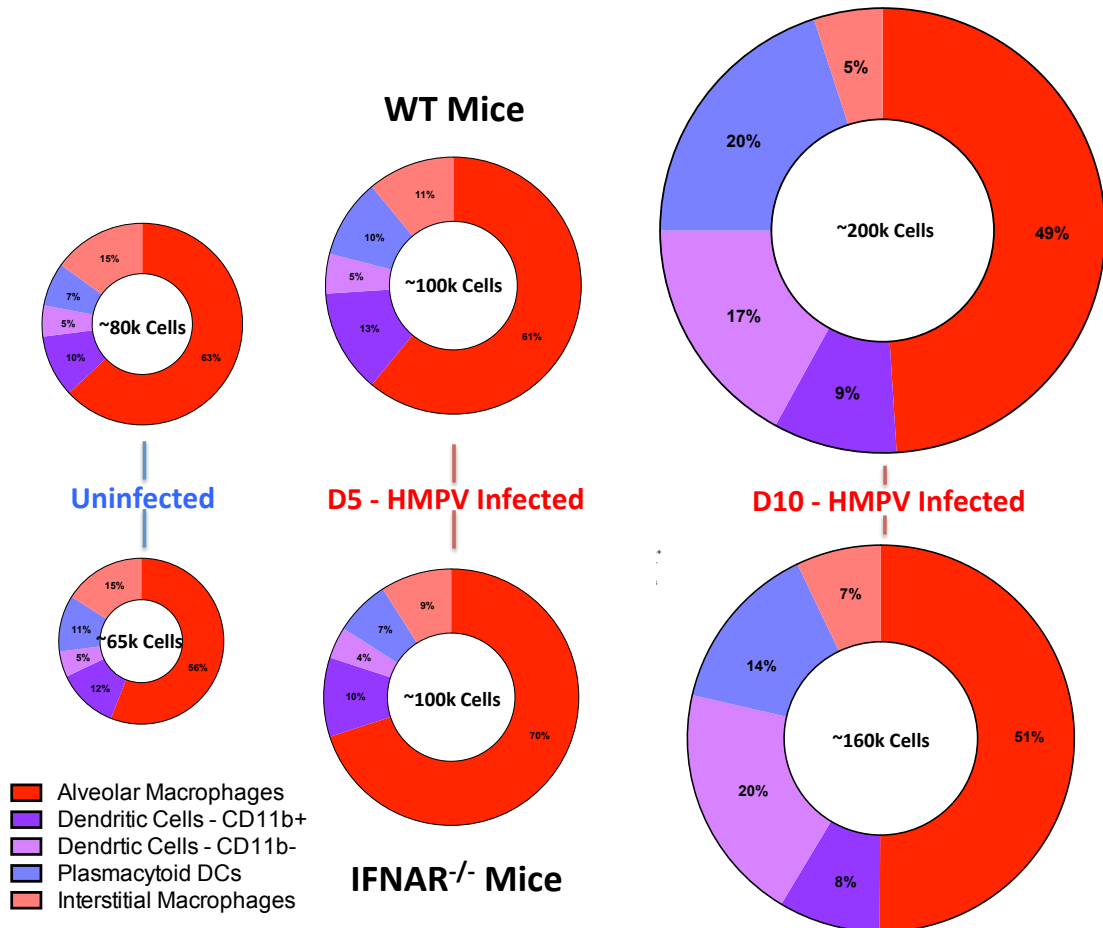 WT Mice
15%
7%
5%
10%
63%
~80k Cells
11%
10%
5%
13%
61%
~100k Cells
5%
20%
17%
9%
49%
~200k Cells
Uninfected
D5 - HMPV Infected
D10 - HMPV Infected
15%
11%
5%
12%
56%
~65k Cells
9%
7%
4%
10%
70%
~100k Cells
7%
14%
20%
8%
51%
~160k Cells
Alveolar Macrophages
Dendritic Cells - CD11b+
Dendrtic Cells - CD11b-
Plasmacytoid DCs
Interstitial Macrophages
IFNAR-/- Mice